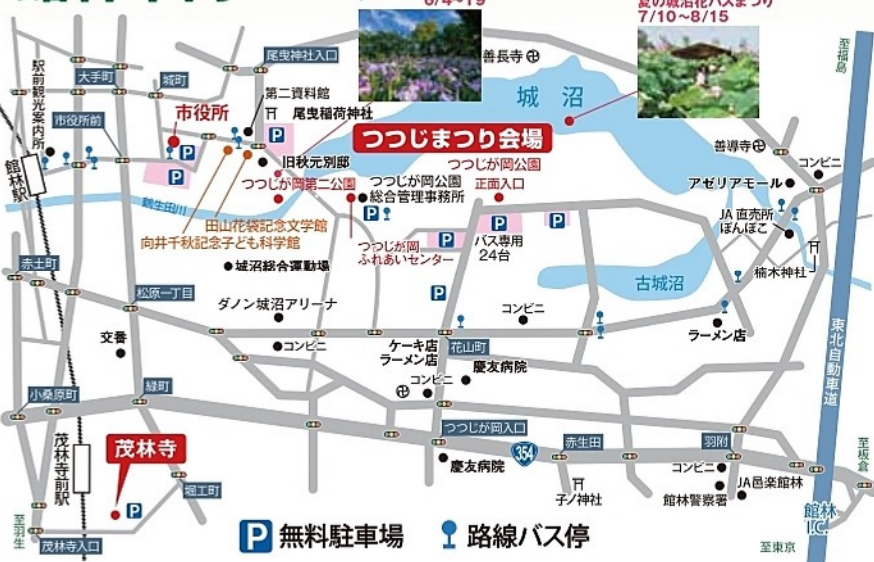 夏の城沼花バスまつり
7/10~8/15
至福島
駅前観光案内所
大手町
城町
尾曳神社入口
善長寺
城沼
第二資料館
尾曳稲荷神社
市役所
市役所前
P
つつじまつり会場
善導寺
コンビニ
館林駅
P
旧秋元別邸
つつじが岡公園
正面入口
アゼリアモール
P
つつじが岡第二公園
つつじが岡公園
総合管理事務所
鶴生田川
P
P
P
JA 直売所
ぽんぽこ
田山花袋記念文学館
向井千秋記念子ども科学館
P
バス専用
24台
つつじが岡
ふれあいセンター
楠木神社
赤土町
城沼総合運動場
古城沼
松原一丁目
P
ダノン城沼アリーナ
コンビニ
ラーメン店
交番
コンビニ
ケーキ店
ラーメン店
花山町
東北自動車道
慶友病院
小桑原町
緑町
コンビニ
つつじが岡入口
354
赤生田
羽附
茂林寺
茂林寺前駅
慶友病院
コンビニ
至板倉
堀工町
子ノ神社
館林警察署
JA邑楽館林
P
至羽生
茂林寺入口
P 無料駐車場
路線バス停
館林
I.C.
至東京